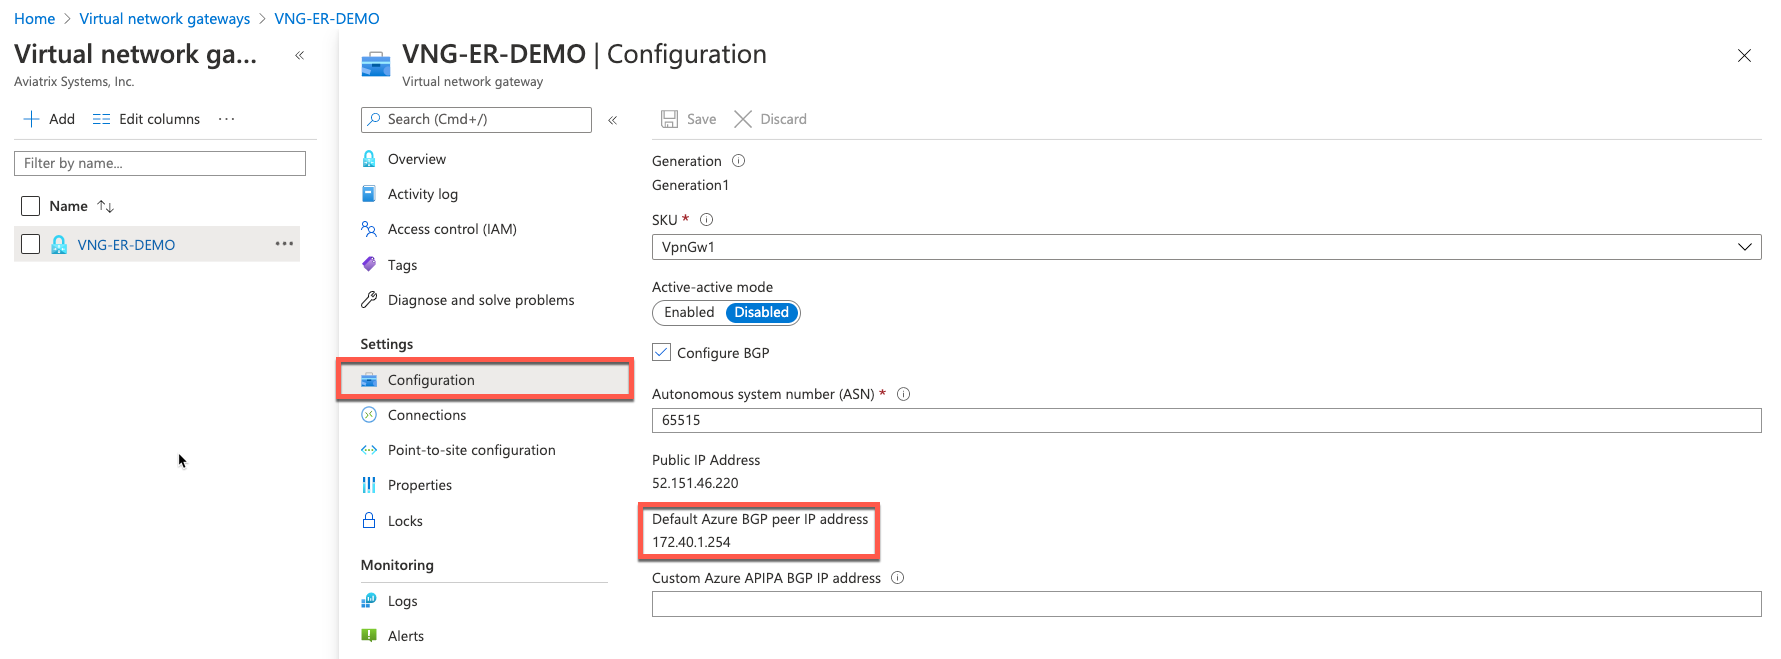 Home > Virtual network gateways > VNG-ER-DEMO
Virtual network ga... «
Aviatrix Systems, Inc.
+ Add Edit columns ...
Filter by name...
Name ↑↓
VNG-ER-DEMO ...
VNG-ER-DEMO | Configuration
Virtual network gateway
Search (Cmd+/) «
Overview
Activity log
Access control (IAM)
Tags
Diagnose and solve problems
Settings
Configuration
Connections
Point-to-site configuration
Properties
Locks
Monitoring
Logs
Alerts
Save Discard
Generation
Generation1
SKU *
VpnGw1
Active-active mode
Enabled Disabled
Configure BGP
Autonomous system number (ASN) *
65515
Public IP Address
52.151.46.220
Default Azure BGP peer IP address
172.40.1.254
Custom Azure APIPA BGP IP address